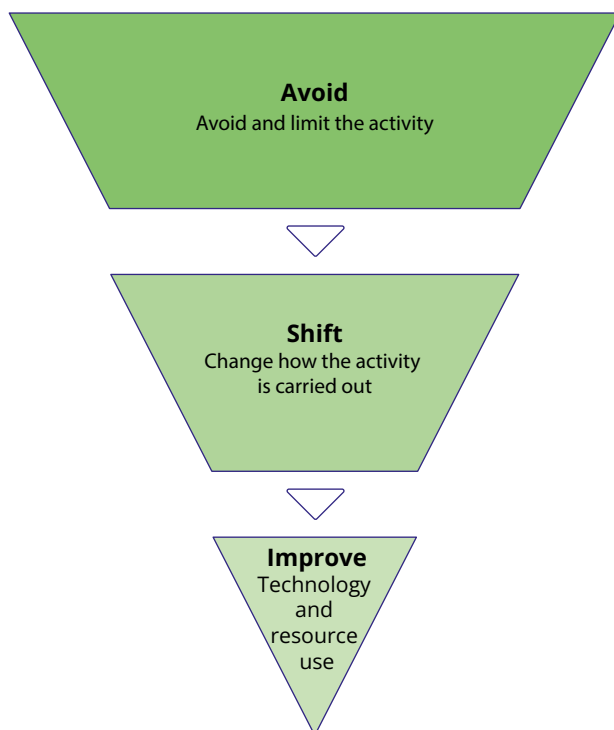 Avoid
Avoid and limit the activity
Shift
Change how the activity
is carried out
Improve
Technology
and
resource
use